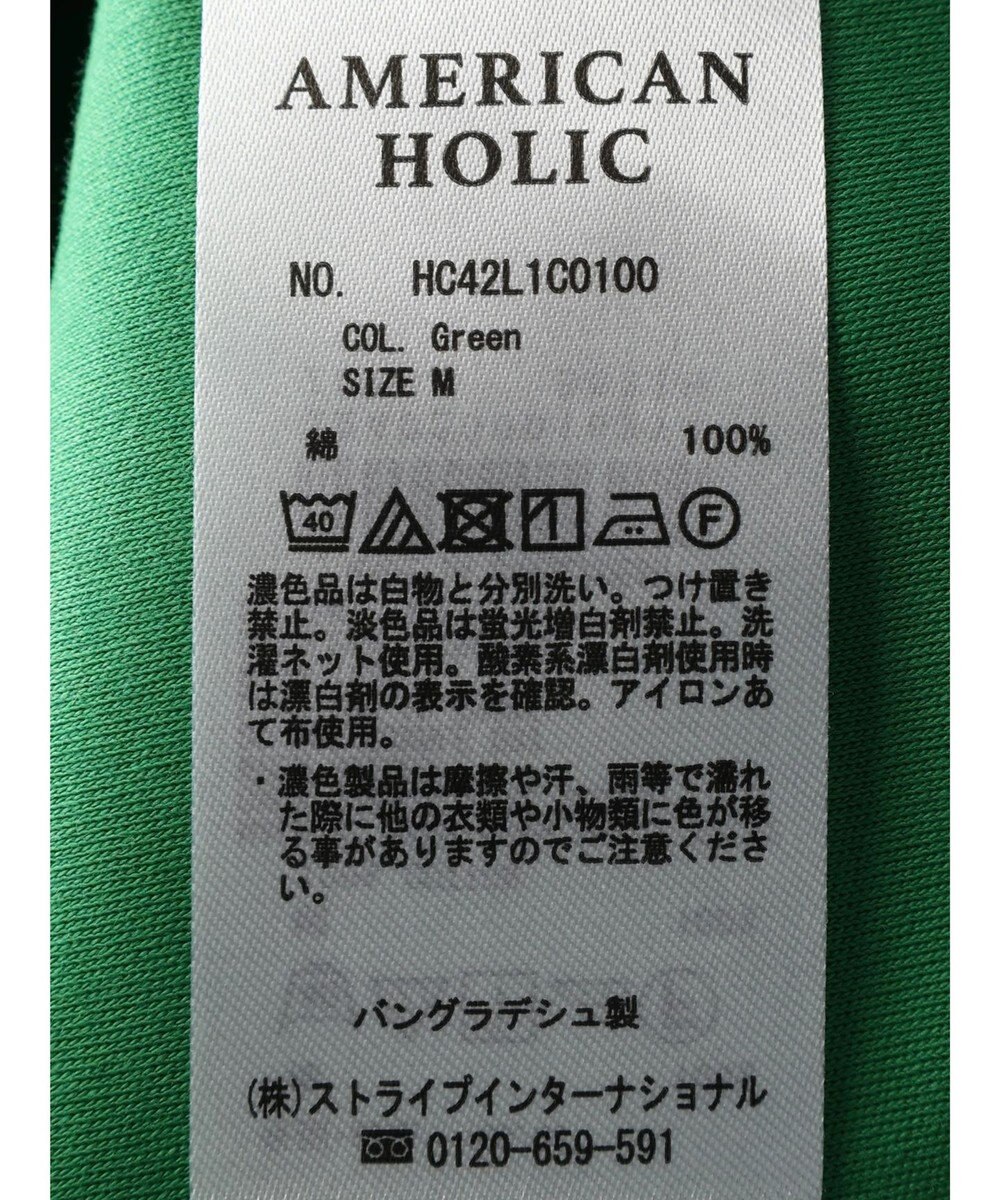 AMERICAN
HOLIC
NO. HC42L1C0100
COL. Green
SIZE M
綿 100%
40 F
濃色品は白物と分別洗い。つけ置き
禁止。淡色品は蛍光増白剤禁止。洗
濯ネット使用。酸素系漂白剤使用時
は漂白剤の表示を確認。アイロンあ
て布使用。
・濃色製品は摩擦や汗、雨等で濡れ
た際に他の衣類や小物類に色が移
る事がありますのでご注意くださ
い。
バングラデシュ製
(株)ストライプインターナショナル
0120-659-591